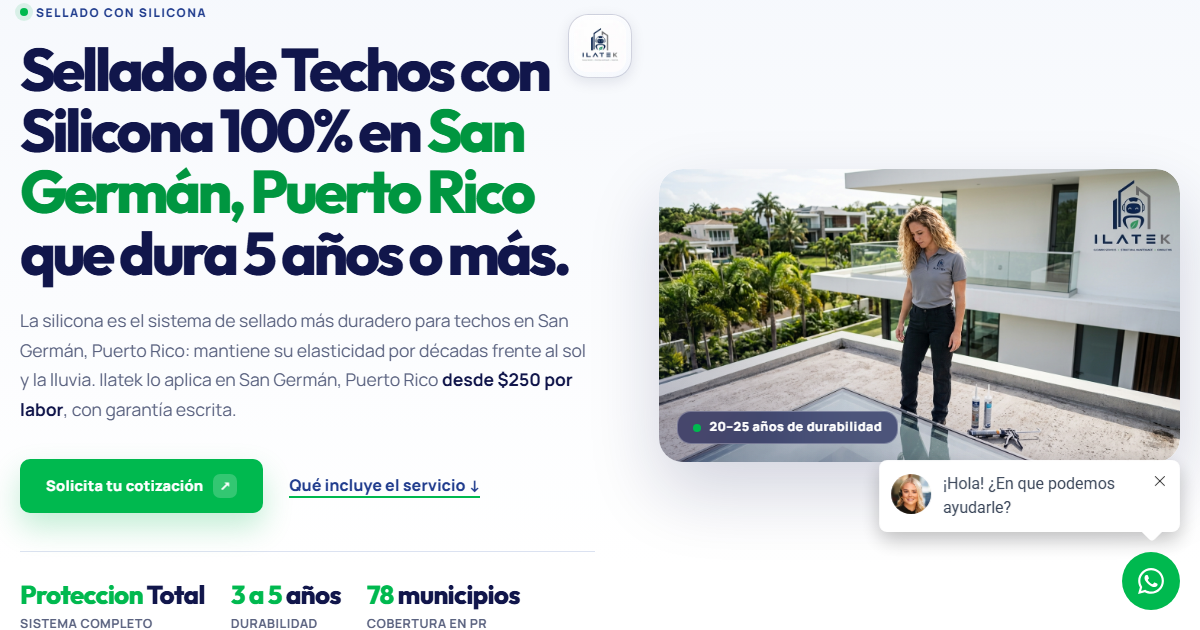 SELLADO CON SILICONA
ILATEK
Sellado de Techos con
Silicona 100% en San
Germán, Puerto Rico
que dura 5 años o más.
La silicona es el sistema de sellado más duradero para techos en San
Germán, Puerto Rico: mantiene su elasticidad por décadas frente al sol
y la lluvia. Ilatek lo aplica en San Germán, Puerto Rico desde $250 por
labor, con garantía escrita.
Solicita tu cotización ↗
Qué incluye el servicio ↓
Proteccion Total
SISTEMA COMPLETO
3 a 5 años
DURABILIDAD
78 municipios
COBERTURA EN PR
ILATEK
20–25 años de durabilidad
¡Hola! ¿En que podemos
ayudarle?